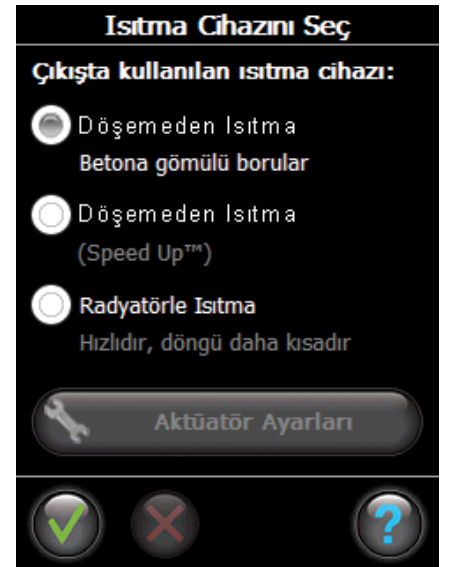 Isıtma Cihazını Seç
Çıkışta kullanılan ısıtma cihazı:
Döşemeden Isıtma
Betona gömülü borular
Döşemeden Isıtma
(Speed Up™)
Radyatörle Isıtma
Hızlıdır, döngü daha kısadır
Aktüatör Ayarları
?